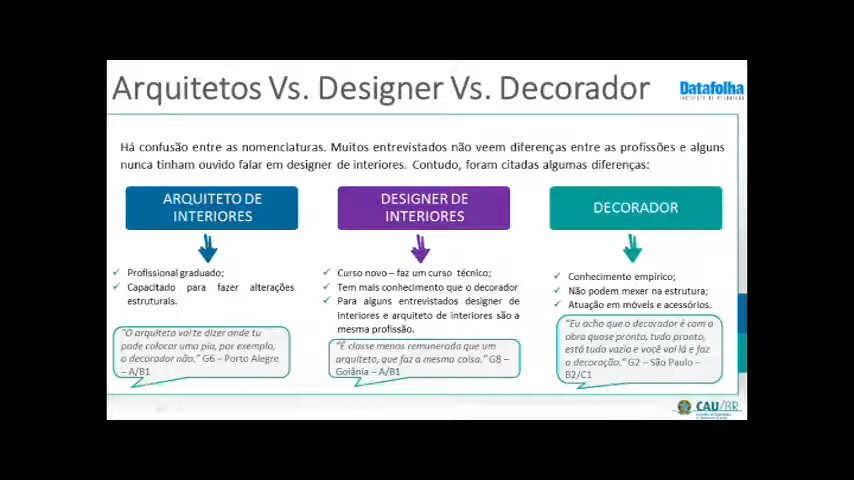 Arquitetos Vs. Designer Vs. Decorador
Datafolha
INSTITUTO DE PESQUISAS
Há confusão entre as nomenclaturas. Muitos entrevistados não veem diferenças entre as profissões e alguns
nunca tinham ouvido falar em designer de interiores. Contudo, foram citadas algumas diferenças:
ARQUITETO DE
INTERIORES
✓ Profissional graduado;
✓ Capacitado para fazer alterações
estruturais.
"O arquiteto vai te dizer onde tu
pode colocar uma pia, por exemplo,
o decorador não." G6 – Porto Alegre
– A/B1
DESIGNER DE
INTERIORES
✓ Curso novo – faz um curso técnico;
✓ Tem mais conhecimento que o decorador
✓ Para alguns entrevistados designer de
interiores e arquiteto de interiores são a
mesma profissão.
"É classe menos remunerada que um
arquiteto, que faz a mesma coisa." G8 –
Goiânia – A/B1
DECORADOR
✓ Conhecimento empírico;
✓ Não podem mexer na estrutura;
✓ Atuação em móveis e acessórios.
"Eu acho que o decorador é com a
obra quase pronta, tudo pronto,
está tudo vazio e você vai lá e faz
a decoração." G2 – São Paulo –
B2/C1
CAU/BR